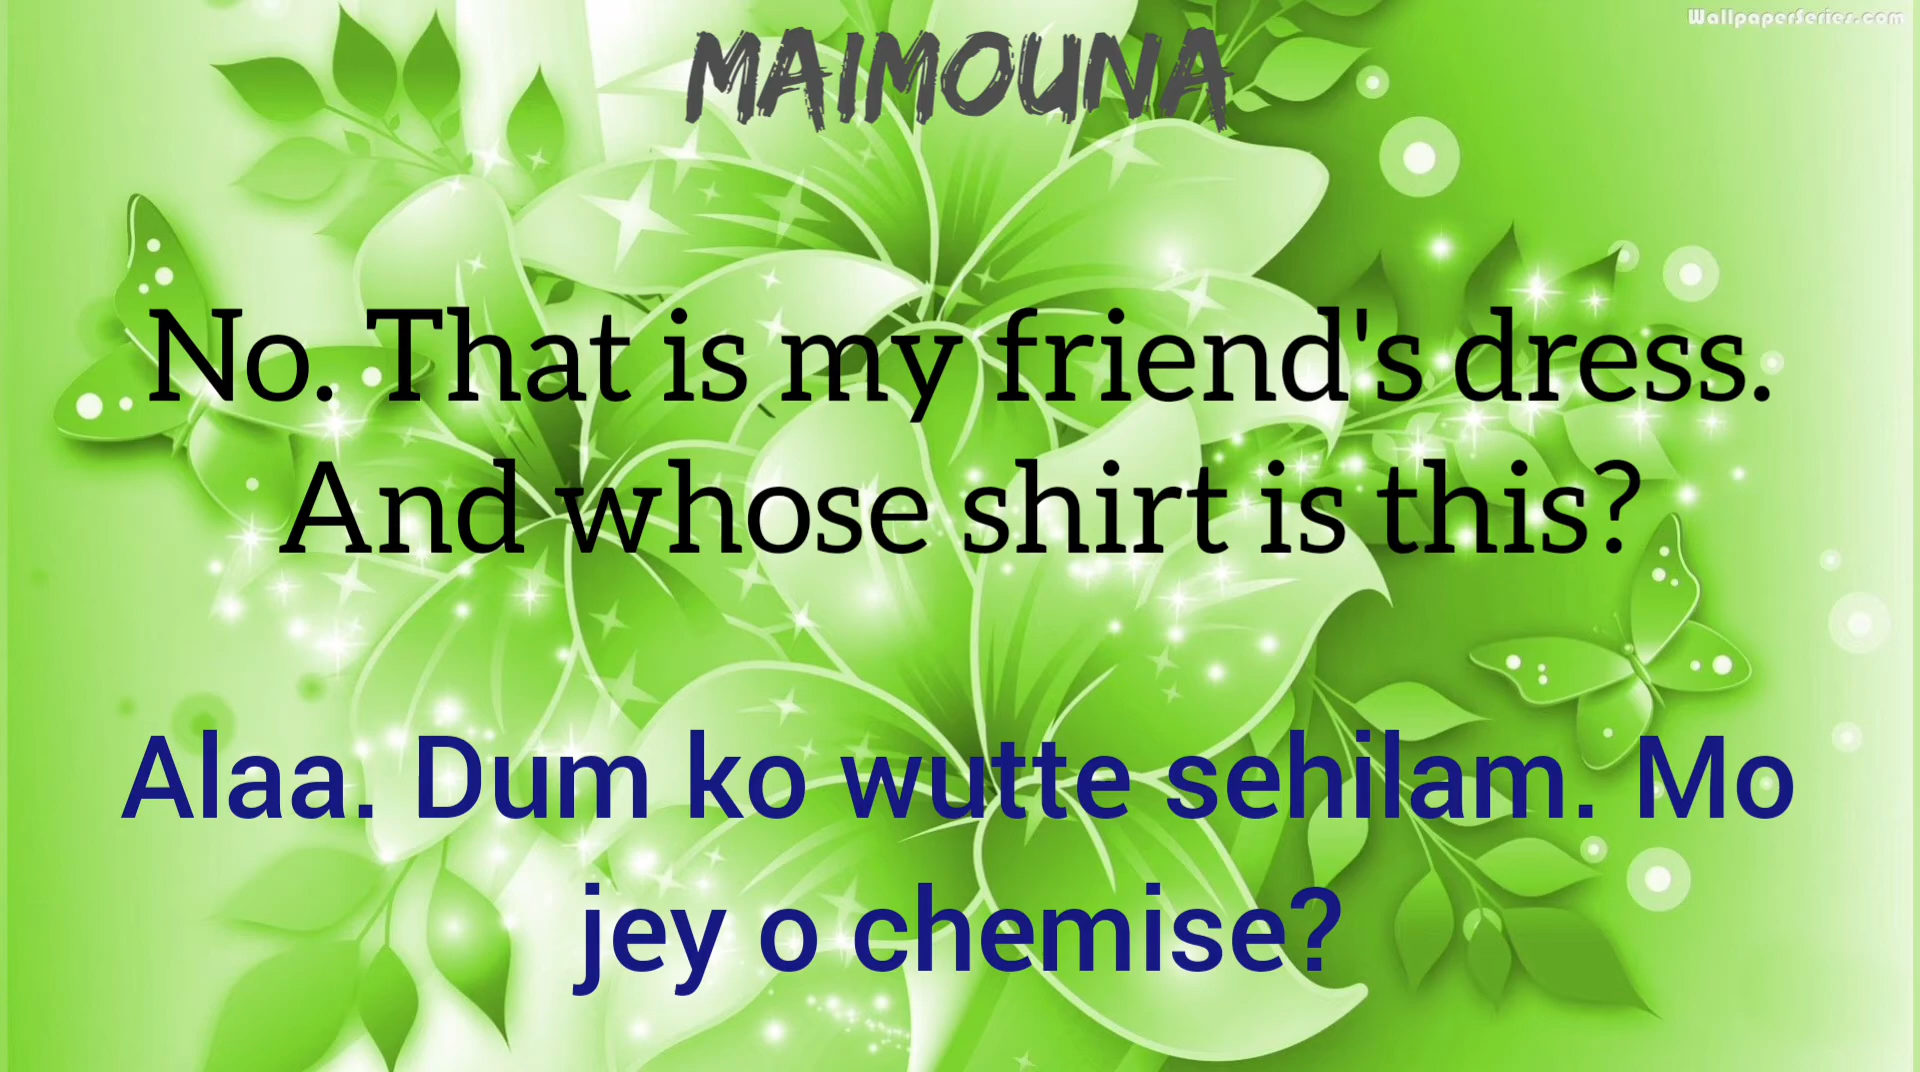 WallpaperSeries.com
MAIMOUNA
No. That is my friend's dress.
And whose shirt is this?
Alaa. Dum ko wutte sehilam. Mo
jey o chemise?